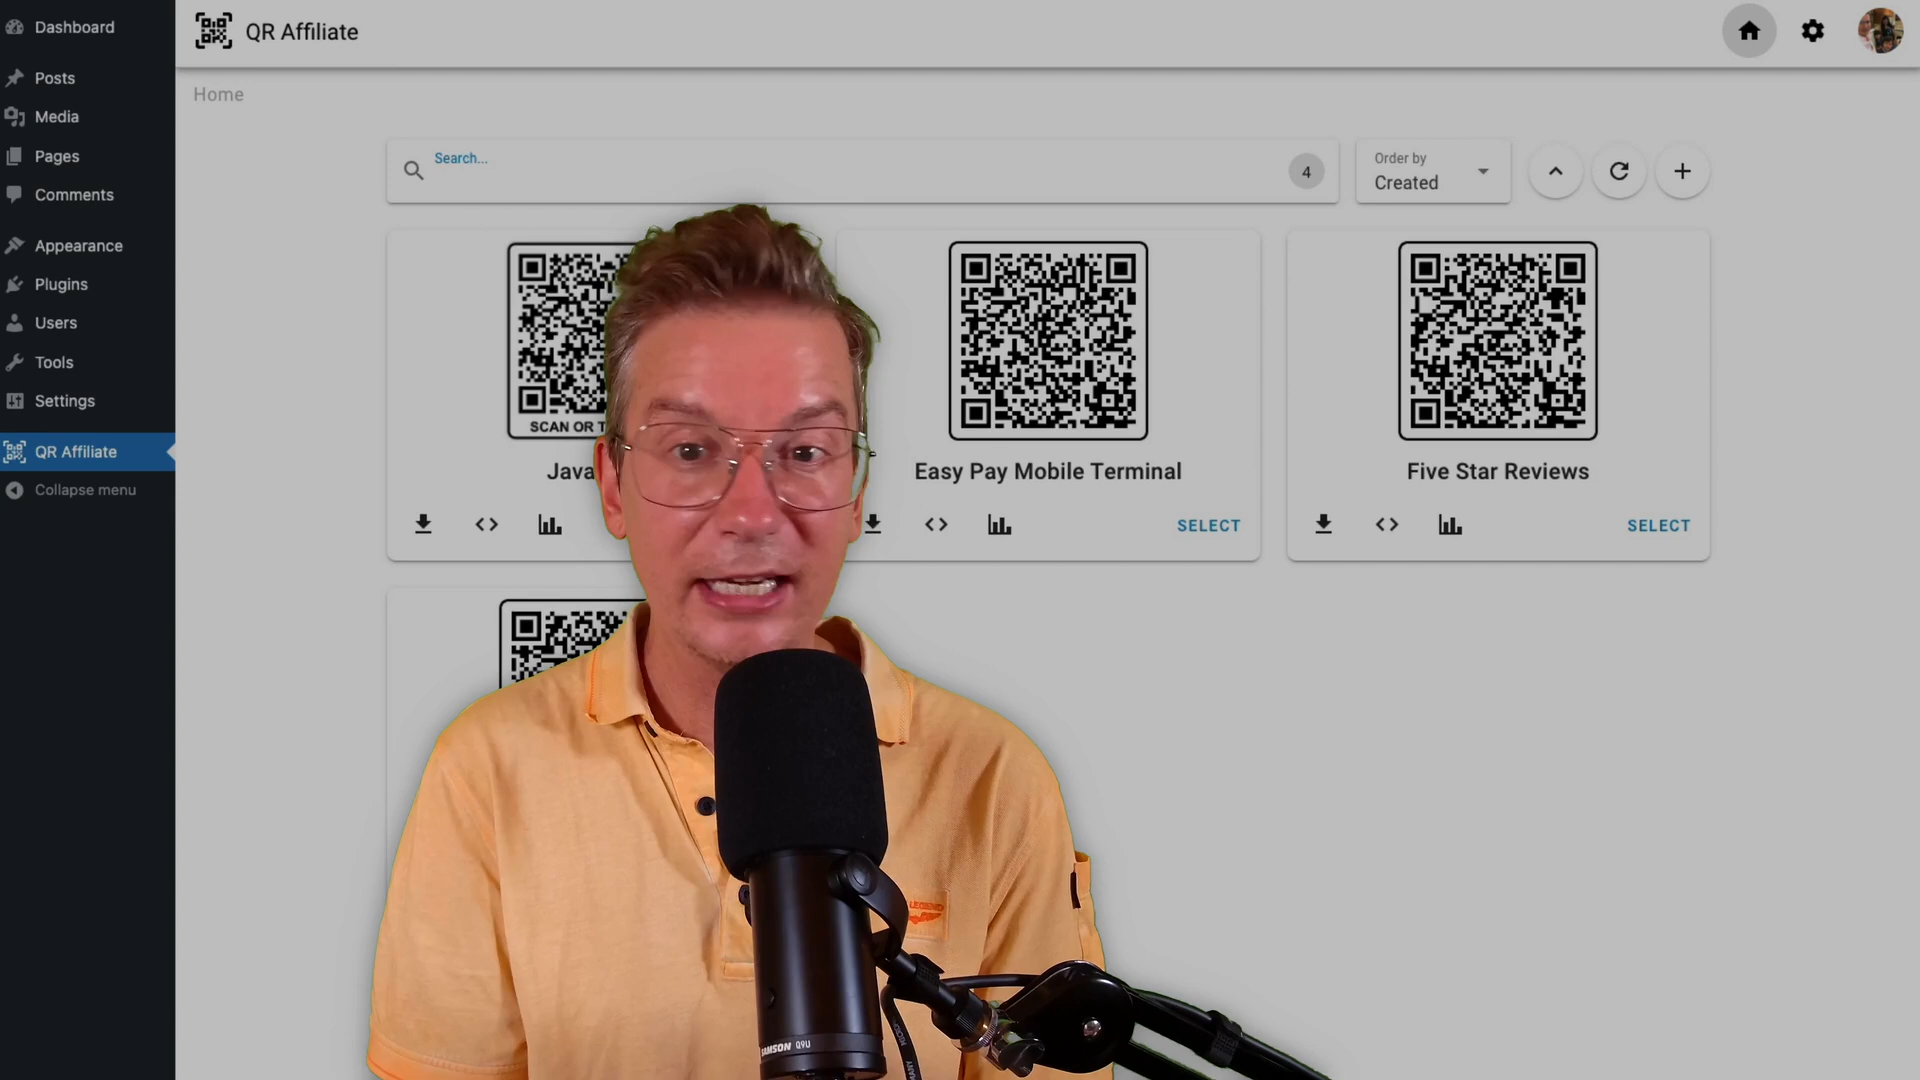 Dashboard
Posts
Media
Pages
Comments
Appearance
Plugins
Users
Tools
Settings
QR Affiliate
Collapse menu
QR Affiliate
Home
Search...
4
Order by
Created
SCAN OR T
Java
Easy Pay Mobile Terminal
SELECT
Five Star Reviews
SELECT
LEGEND
SAMSON Q9U